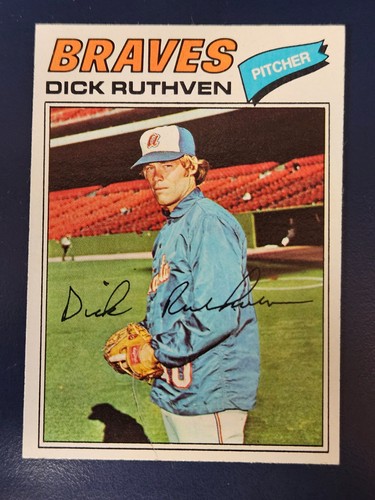 BRAVES
DICK RUTHVEN
PITCHER
Dick Ruthven